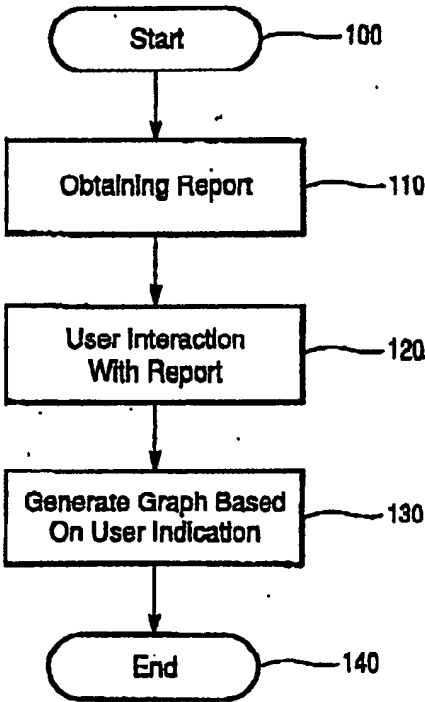 Start
100
Obtaining Report
110
User Interaction
With Report
120
Generate Graph Based
On User Indication
130
End
140